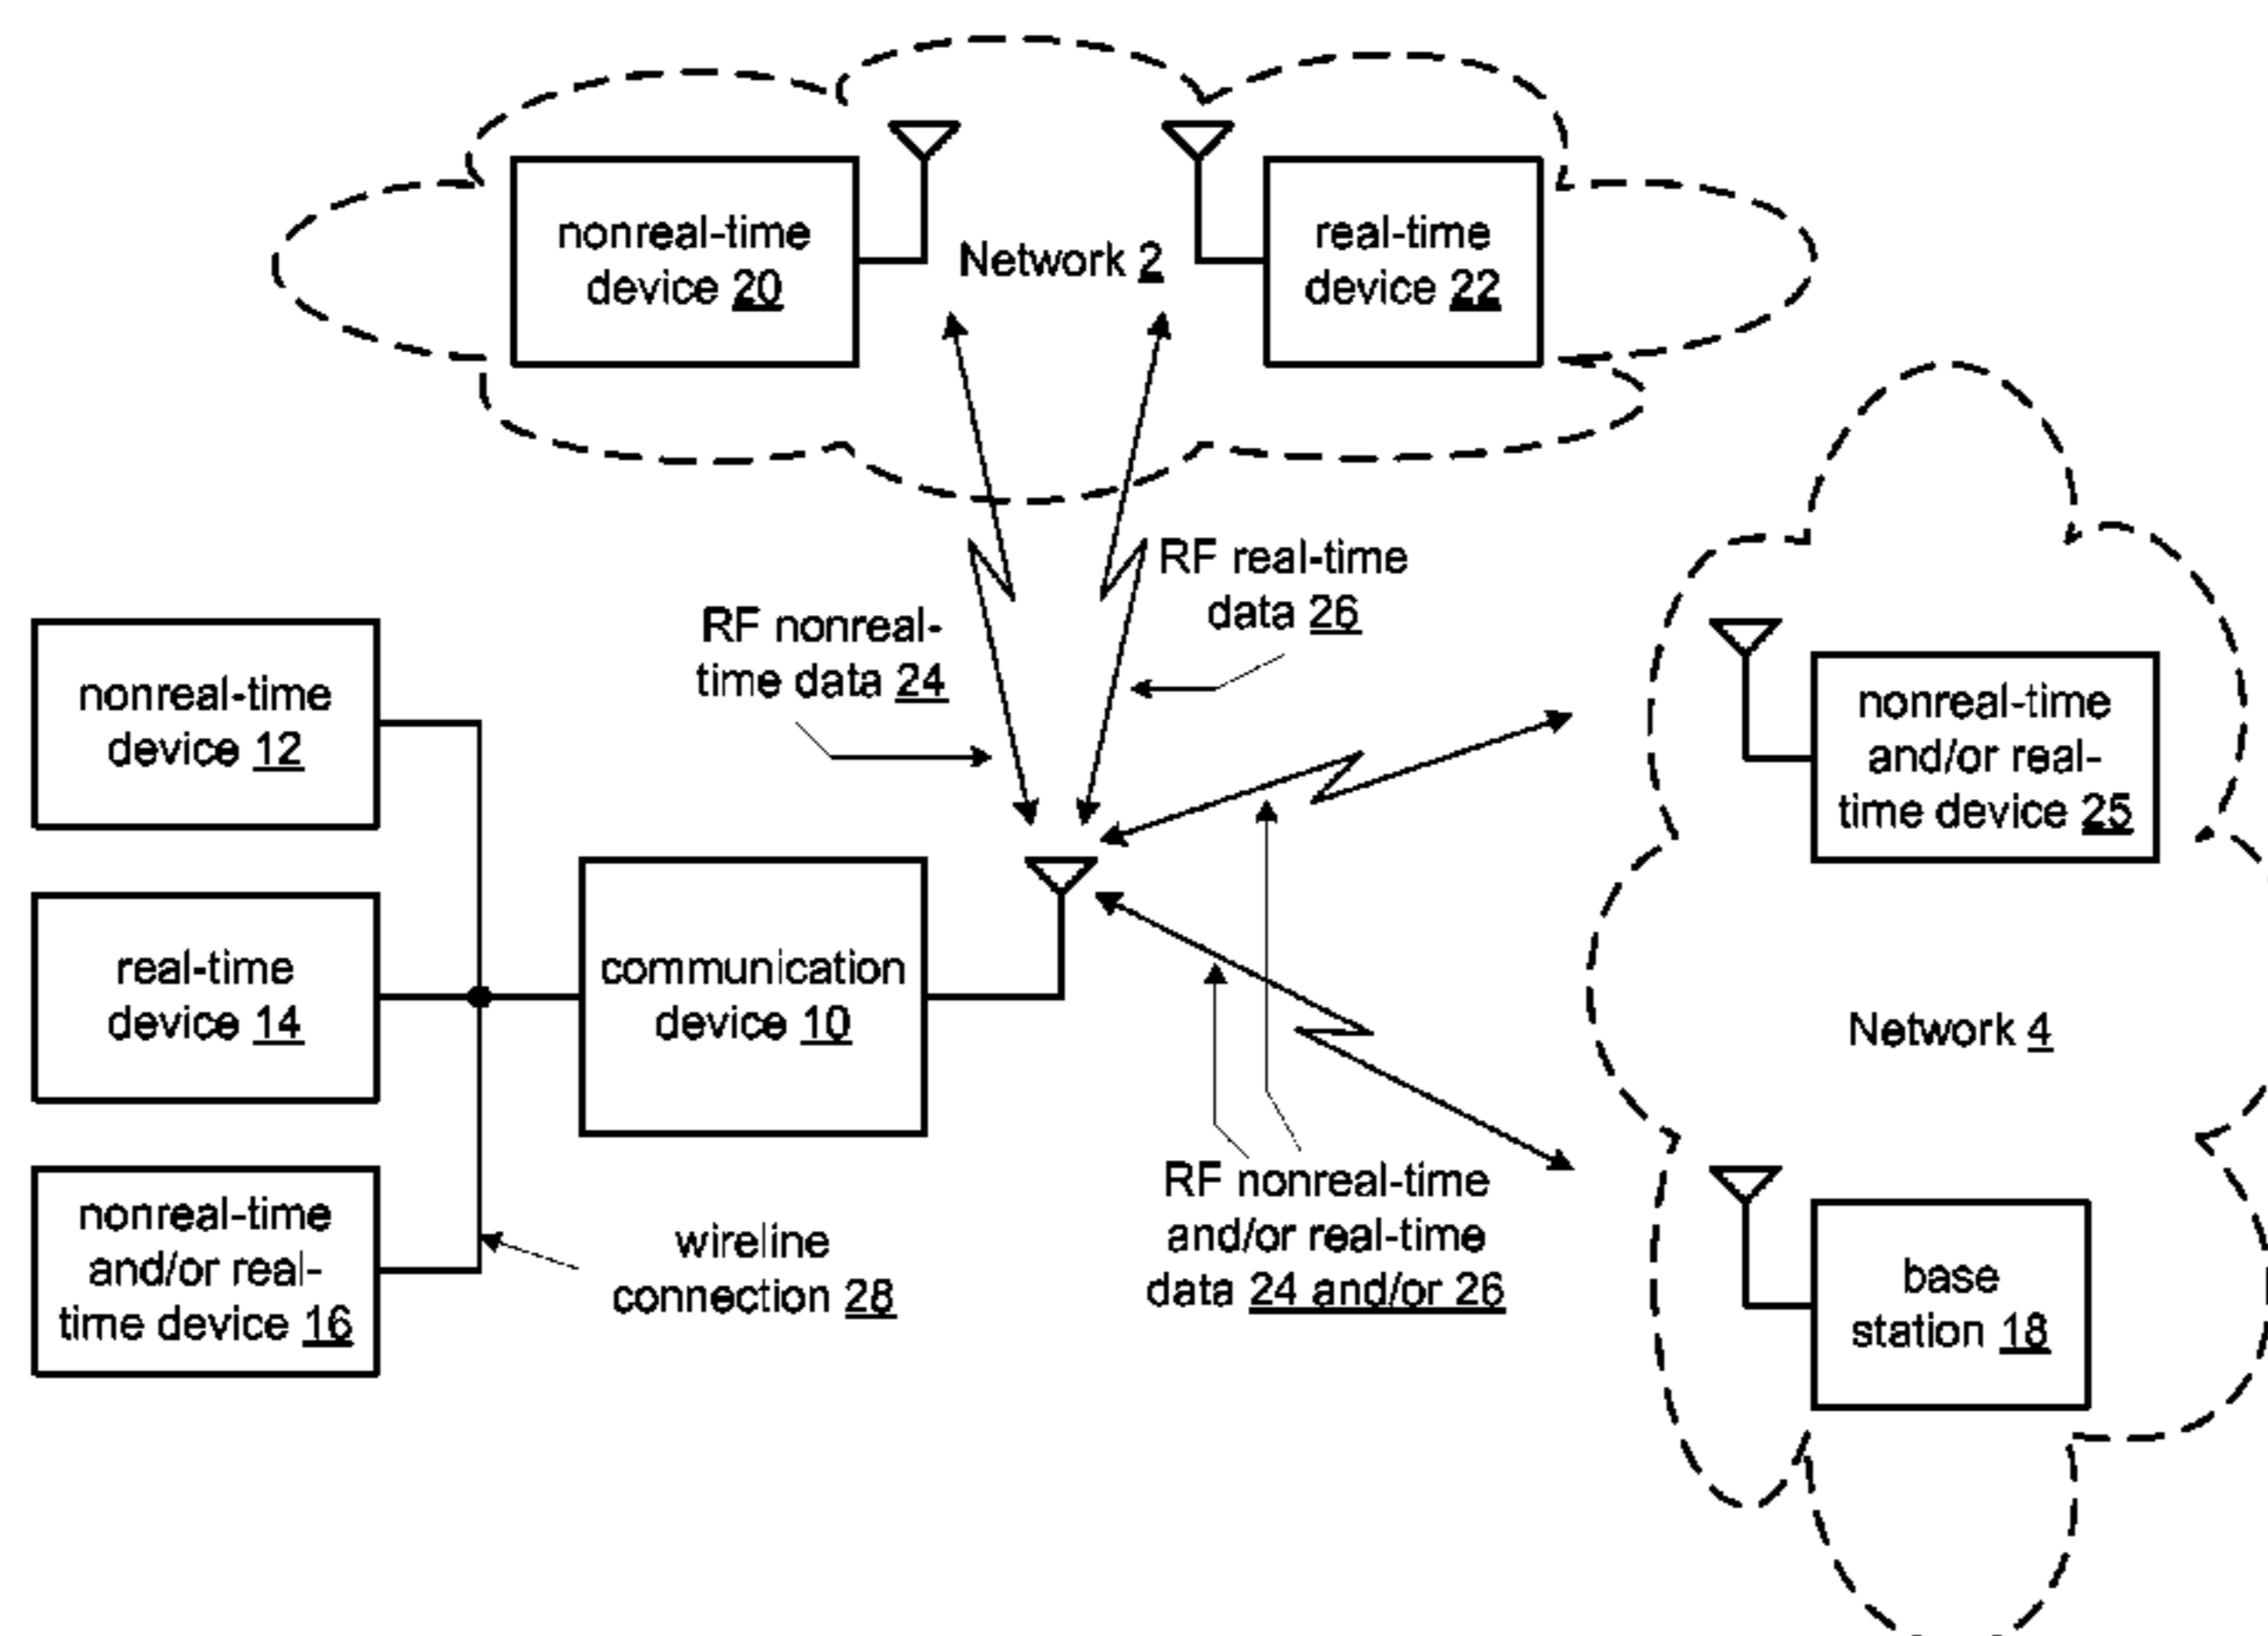 nonreal-time
device 20
Network 2
real-time
device 22
RF real-time
data 26
RF nonreal-
time data 24
nonreal-time
device 12
nonreal-time
and/or real-
time device 25
real-time
device 14
communication
device 10
Network 4
nonreal-time
and/or real-
time device 16
wireline
connection 28
RF nonreal-time
and/or real-time
data 24 and/or 26
base
station 18